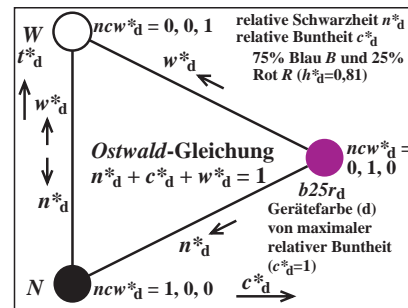 W
ncw*d = 0, 0, 1
relative Schwarzheit n*d
relative Buntheit c*d
75% Blau B und 25%
Rot R (h*d=0,81)
t*d
w*d
w*d
n*d
Ostwald-Gleichung
n*d + c*d + w*d = 1
ncw*d =
0, 1, 0
b25rd
Gerätefarbe (d)
von maximaler
relativer Buntheit
(c*d=1)
n*d
N
ncw*d = 1, 0, 0
c*d